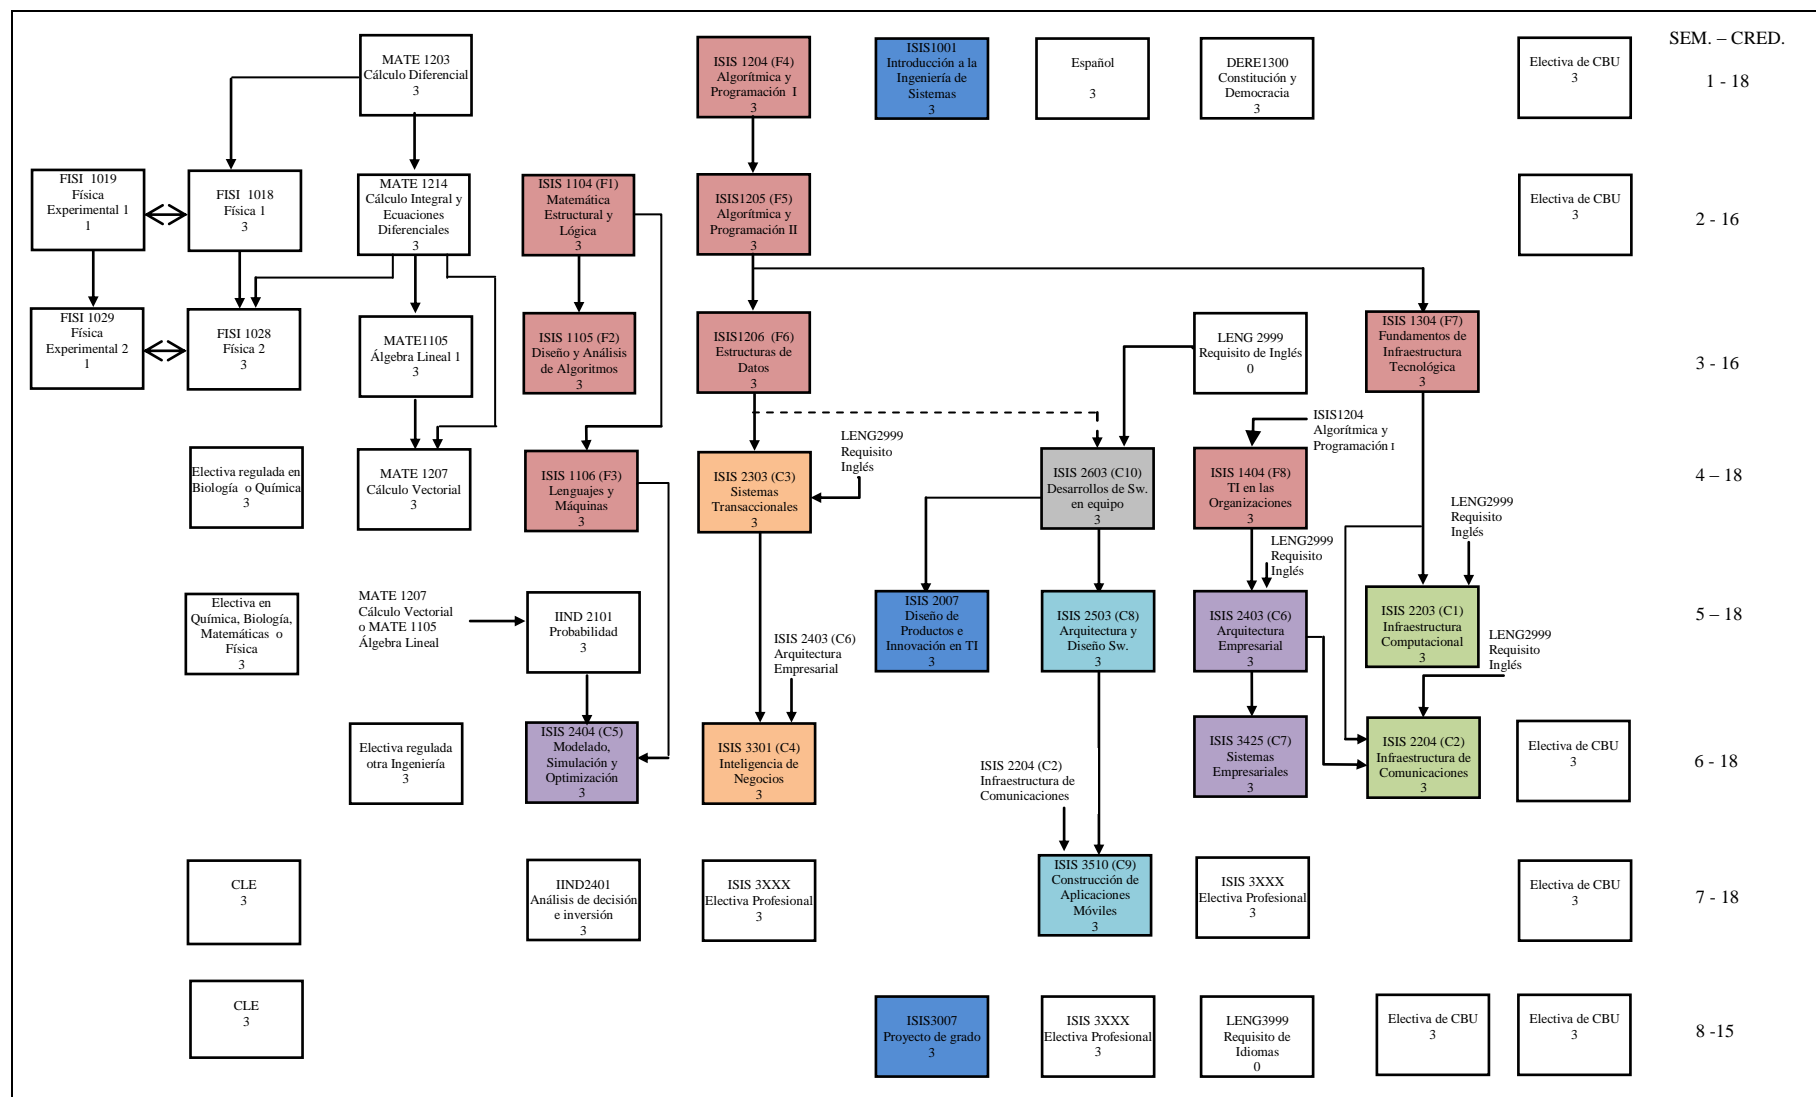 SEM. – CRED.
MATE 1203
Cálculo Diferencial
3
ISIS 1204 (F4)
Algorítmica y
Programación I
3
ISIS1001
Introducción a la
Ingeniería de
Sistemas
3
Español
3
DERE1300
Constitución y
Democracia
3
Electiva de CBU
3
1 - 18
FISI 1019
Física
Experimental 1
1
FISI 1018
Física 1
3
MATE 1214
Cálculo Integral y
Ecuaciones
Diferenciales
3
ISIS 1104 (F1)
Matemática
Estructural y
Lógica
3
ISIS1205 (F5)
Algorítmica y
Programación II
3
Electiva de CBU
3
2 - 16
FISI 1029
Física
Experimental 2
1
FISI 1028
Física 2
3
MATE1105
Álgebra Lineal 1
3
ISIS 1105 (F2)
Diseño y Análisis
de Algoritmos
3
ISIS1206 (F6)
Estructuras de
Datos
3
LENG 2999
Requisito de Inglés
0
ISIS 1304 (F7)
Fundamentos de
Infraestructura
Tecnológica
3
3 - 16
Electiva regulada en
Biología o Química
3
MATE 1207
Cálculo Vectorial
3
ISIS 1106 (F3)
Lenguajes y
Máquinas
3
ISIS 2303 (C3)
Sistemas
Transaccionales
3
LENG2999
Requisito
Inglés
ISIS 2603 (C10)
Desarrollos de Sw.
en equipo
3
ISIS1204
Algorítmica y
Programación I
ISIS 1404 (F8)
TI en las
Organizaciones
3
LENG2999
Requisito
Inglés
LENG2999
Requisito
Inglés
4 – 18
Electiva en
Química, Biología,
Matemáticas o
Física
3
MATE 1207
Cálculo Vectorial
o MATE 1105
Álgebra Lineal
IIND 2101
Probabilidad
3
ISIS 2403 (C6)
Arquitectura
Empresarial
ISIS 2007
Diseño de
Productos e
Innovación en TI
3
ISIS 2503 (C8)
Arquitectura y
Diseño Sw.
3
ISIS 2403 (C6)
Arquitectura
Empresarial
3
ISIS 2203 (C1)
Infraestructura
Computacional
3
LENG2999
Requisito
Inglés
5 – 18
Electiva regulada
otra Ingeniería
3
ISIS 2404 (C5)
Modelado,
Simulación y
Optimización
3
ISIS 3301 (C4)
Inteligencia de
Negocios
3
ISIS 2204 (C2)
Infraestructura de
Comunicaciones
ISIS 3425 (C7)
Sistemas
Empresariales
3
ISIS 2204 (C2)
Infraestructura de
Comunicaciones
3
Electiva de CBU
3
6 - 18
CLE
3
IIND2401
Análisis de decisión
e inversión
3
ISIS 3XXX
Electiva Profesional
3
ISIS 3510 (C9)
Construcción de
Aplicaciones
Móviles
3
ISIS 3XXX
Electiva Profesional
3
Electiva de CBU
3
7 - 18
CLE
3
ISIS3007
Proyecto de grado
3
ISIS 3XXX
Electiva Profesional
3
LENG3999
Requisito de
Idiomas
0
Electiva de CBU
3
Electiva de CBU
3
8 -15